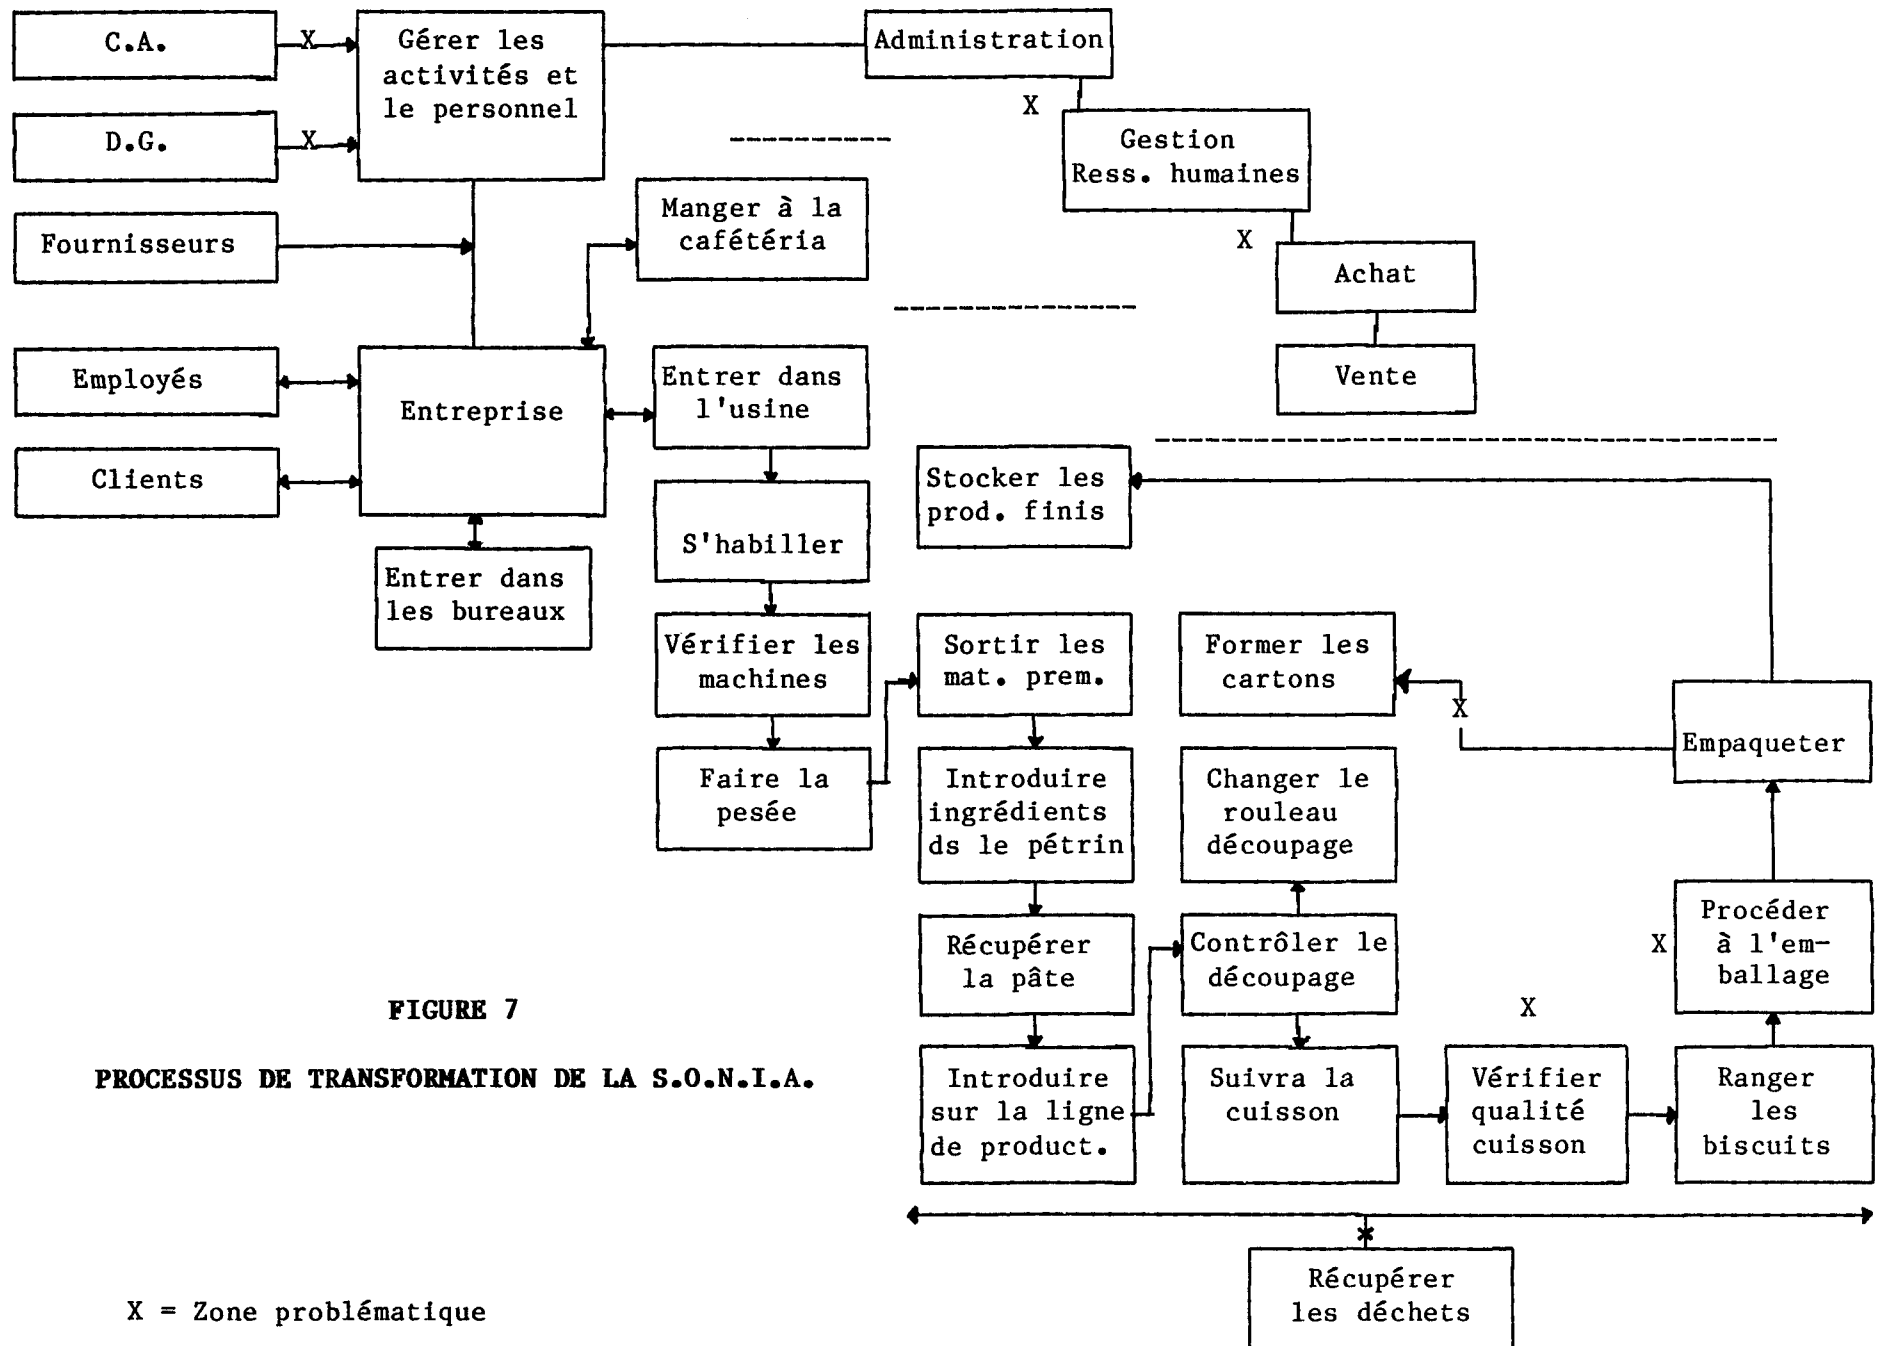 C.A.
X
Gérer les
activités et
le personnel
Administration
D.G.
X
X
Gestion
Ress. humaines
Fournisseurs
Manger à la
cafétéria
X
Achat
Employés
Entreprise
Entrer dans
l'usine
Vente
Clients
Stocker les
prod. finis
S'habiller
Entrer dans
les bureaux
Vérifier les
machines
Sortir les
mat. prem.
Former les
cartons
X
Empaqueter
Faire la
pesée
Introduire
ingrédients
ds le pétrin
Changer le
rouleau
découpage
Récupérer
la pâte
Contrôler le
découpage
X
Procéder
à l'em-
ballage
FIGURE 7
PROCESSUS DE TRANSFORMATION DE LA S.O.N.I.A.
Introduire
sur la ligne
de product.
Suivra la
cuisson
X
Vérifier
qualité
cuisson
Ranger
les
biscuits
X
Récupérer
les déchets
X = Zone problématique